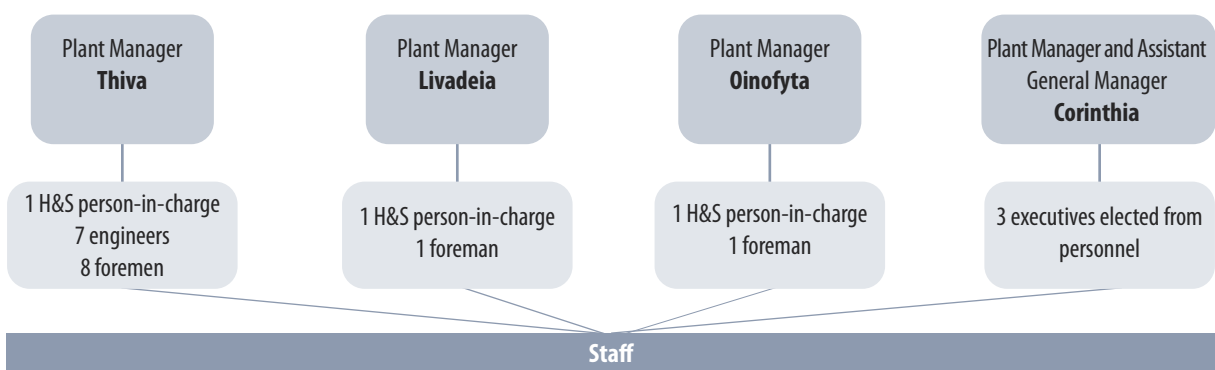 Plant Manager
Thiva
Plant Manager
Livadeia
Plant Manager
Oinofyta
Plant Manager and Assistant
General Manager
Corinthia
1 H&S person-in-charge
7 engineers
8 foremen
1 H&S person-in-charge
1 foreman
1 H&S person-in-charge
1 foreman
3 executives elected from
personnel
Staff